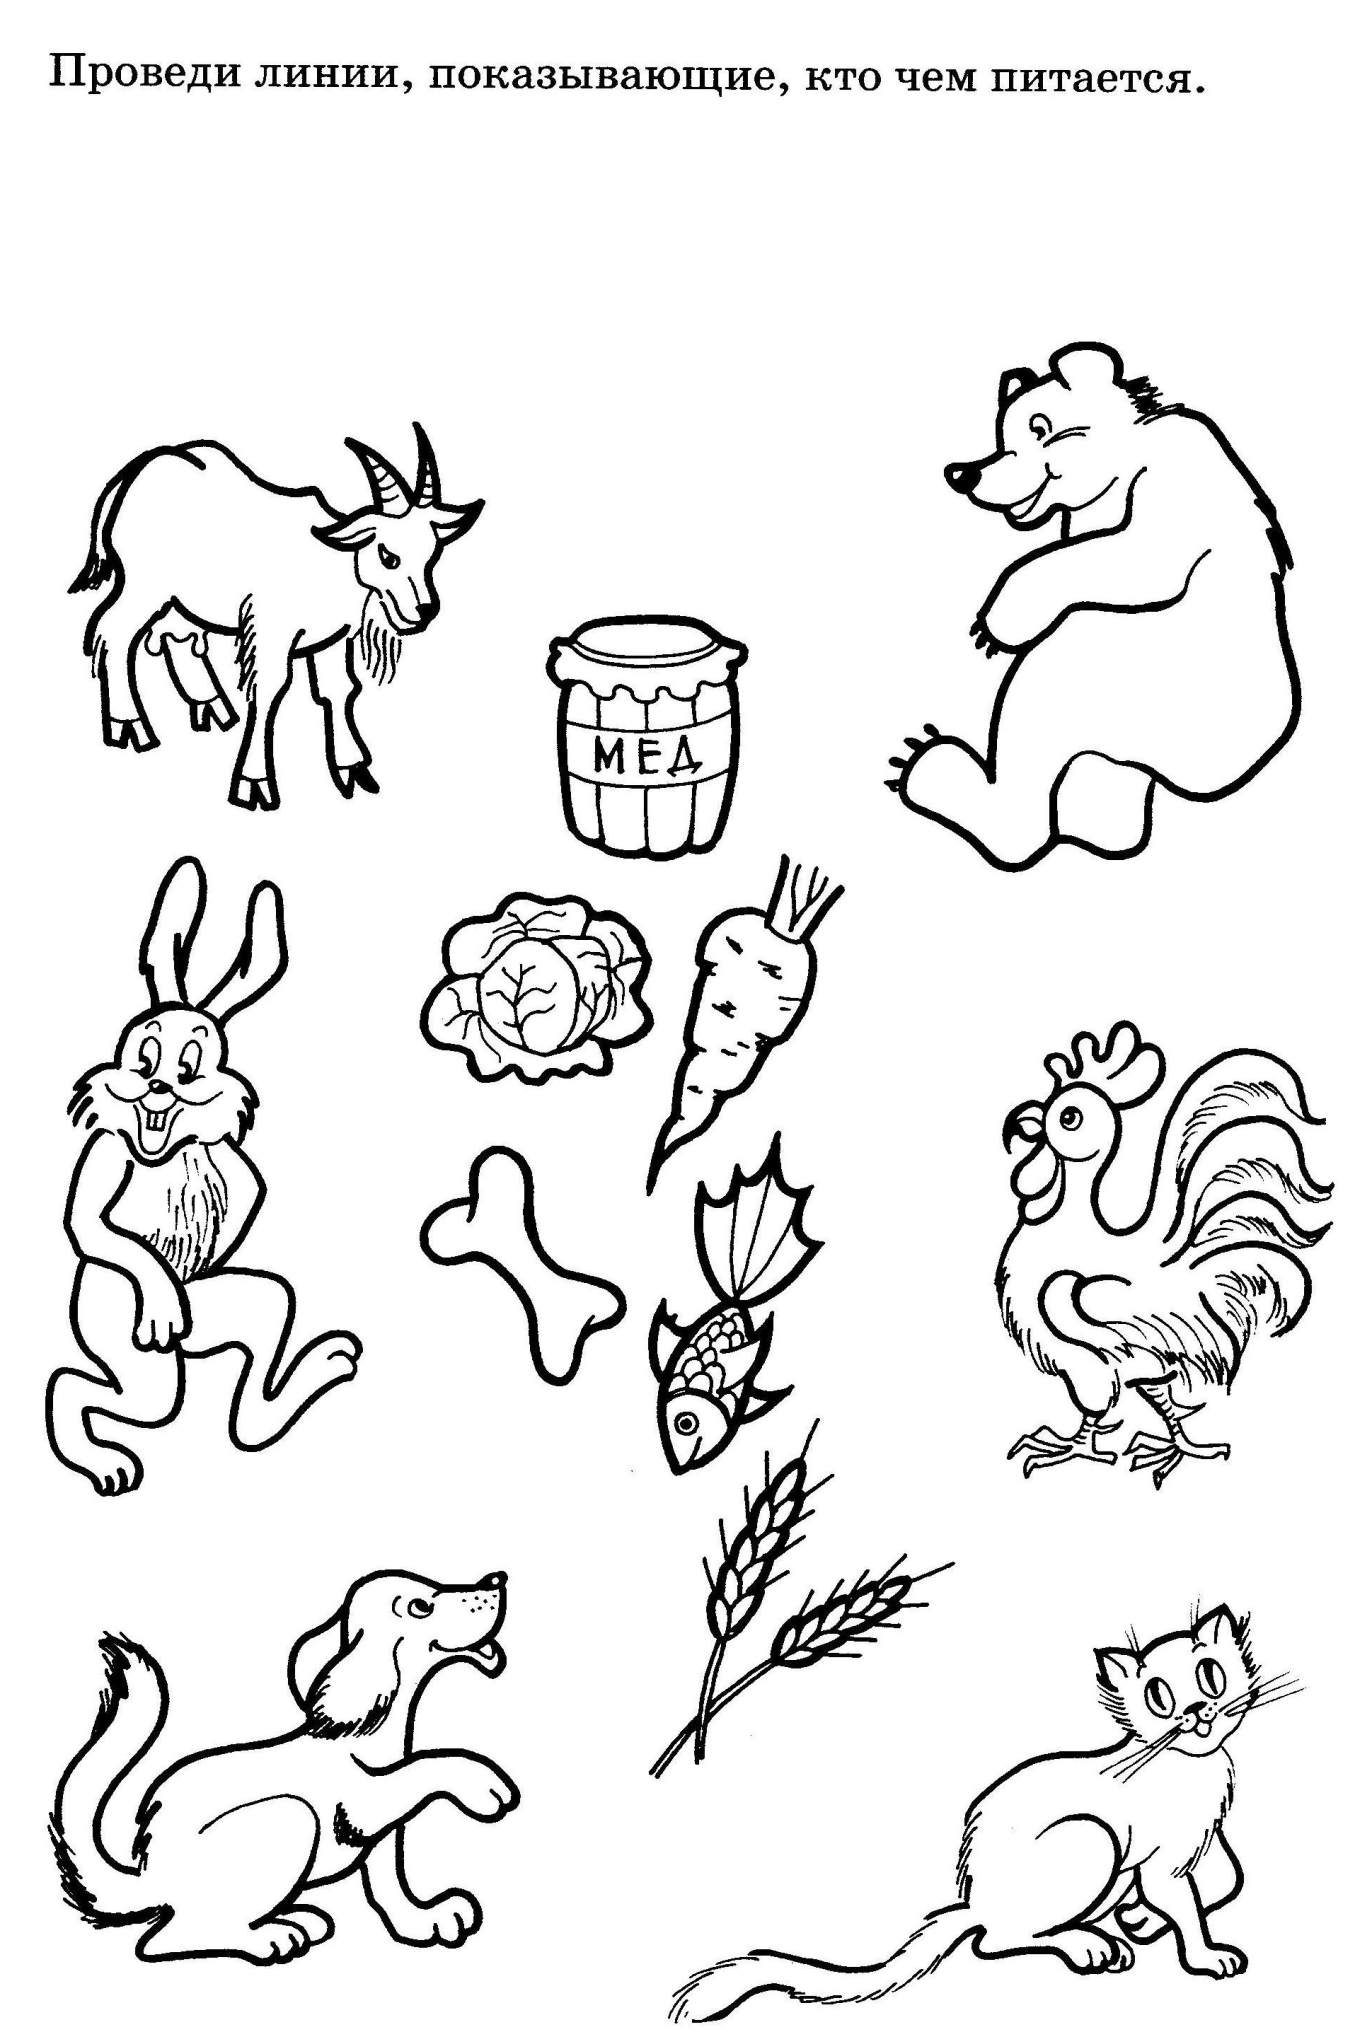 Проведи линии, показывающие, кто чем питается.
МЕД